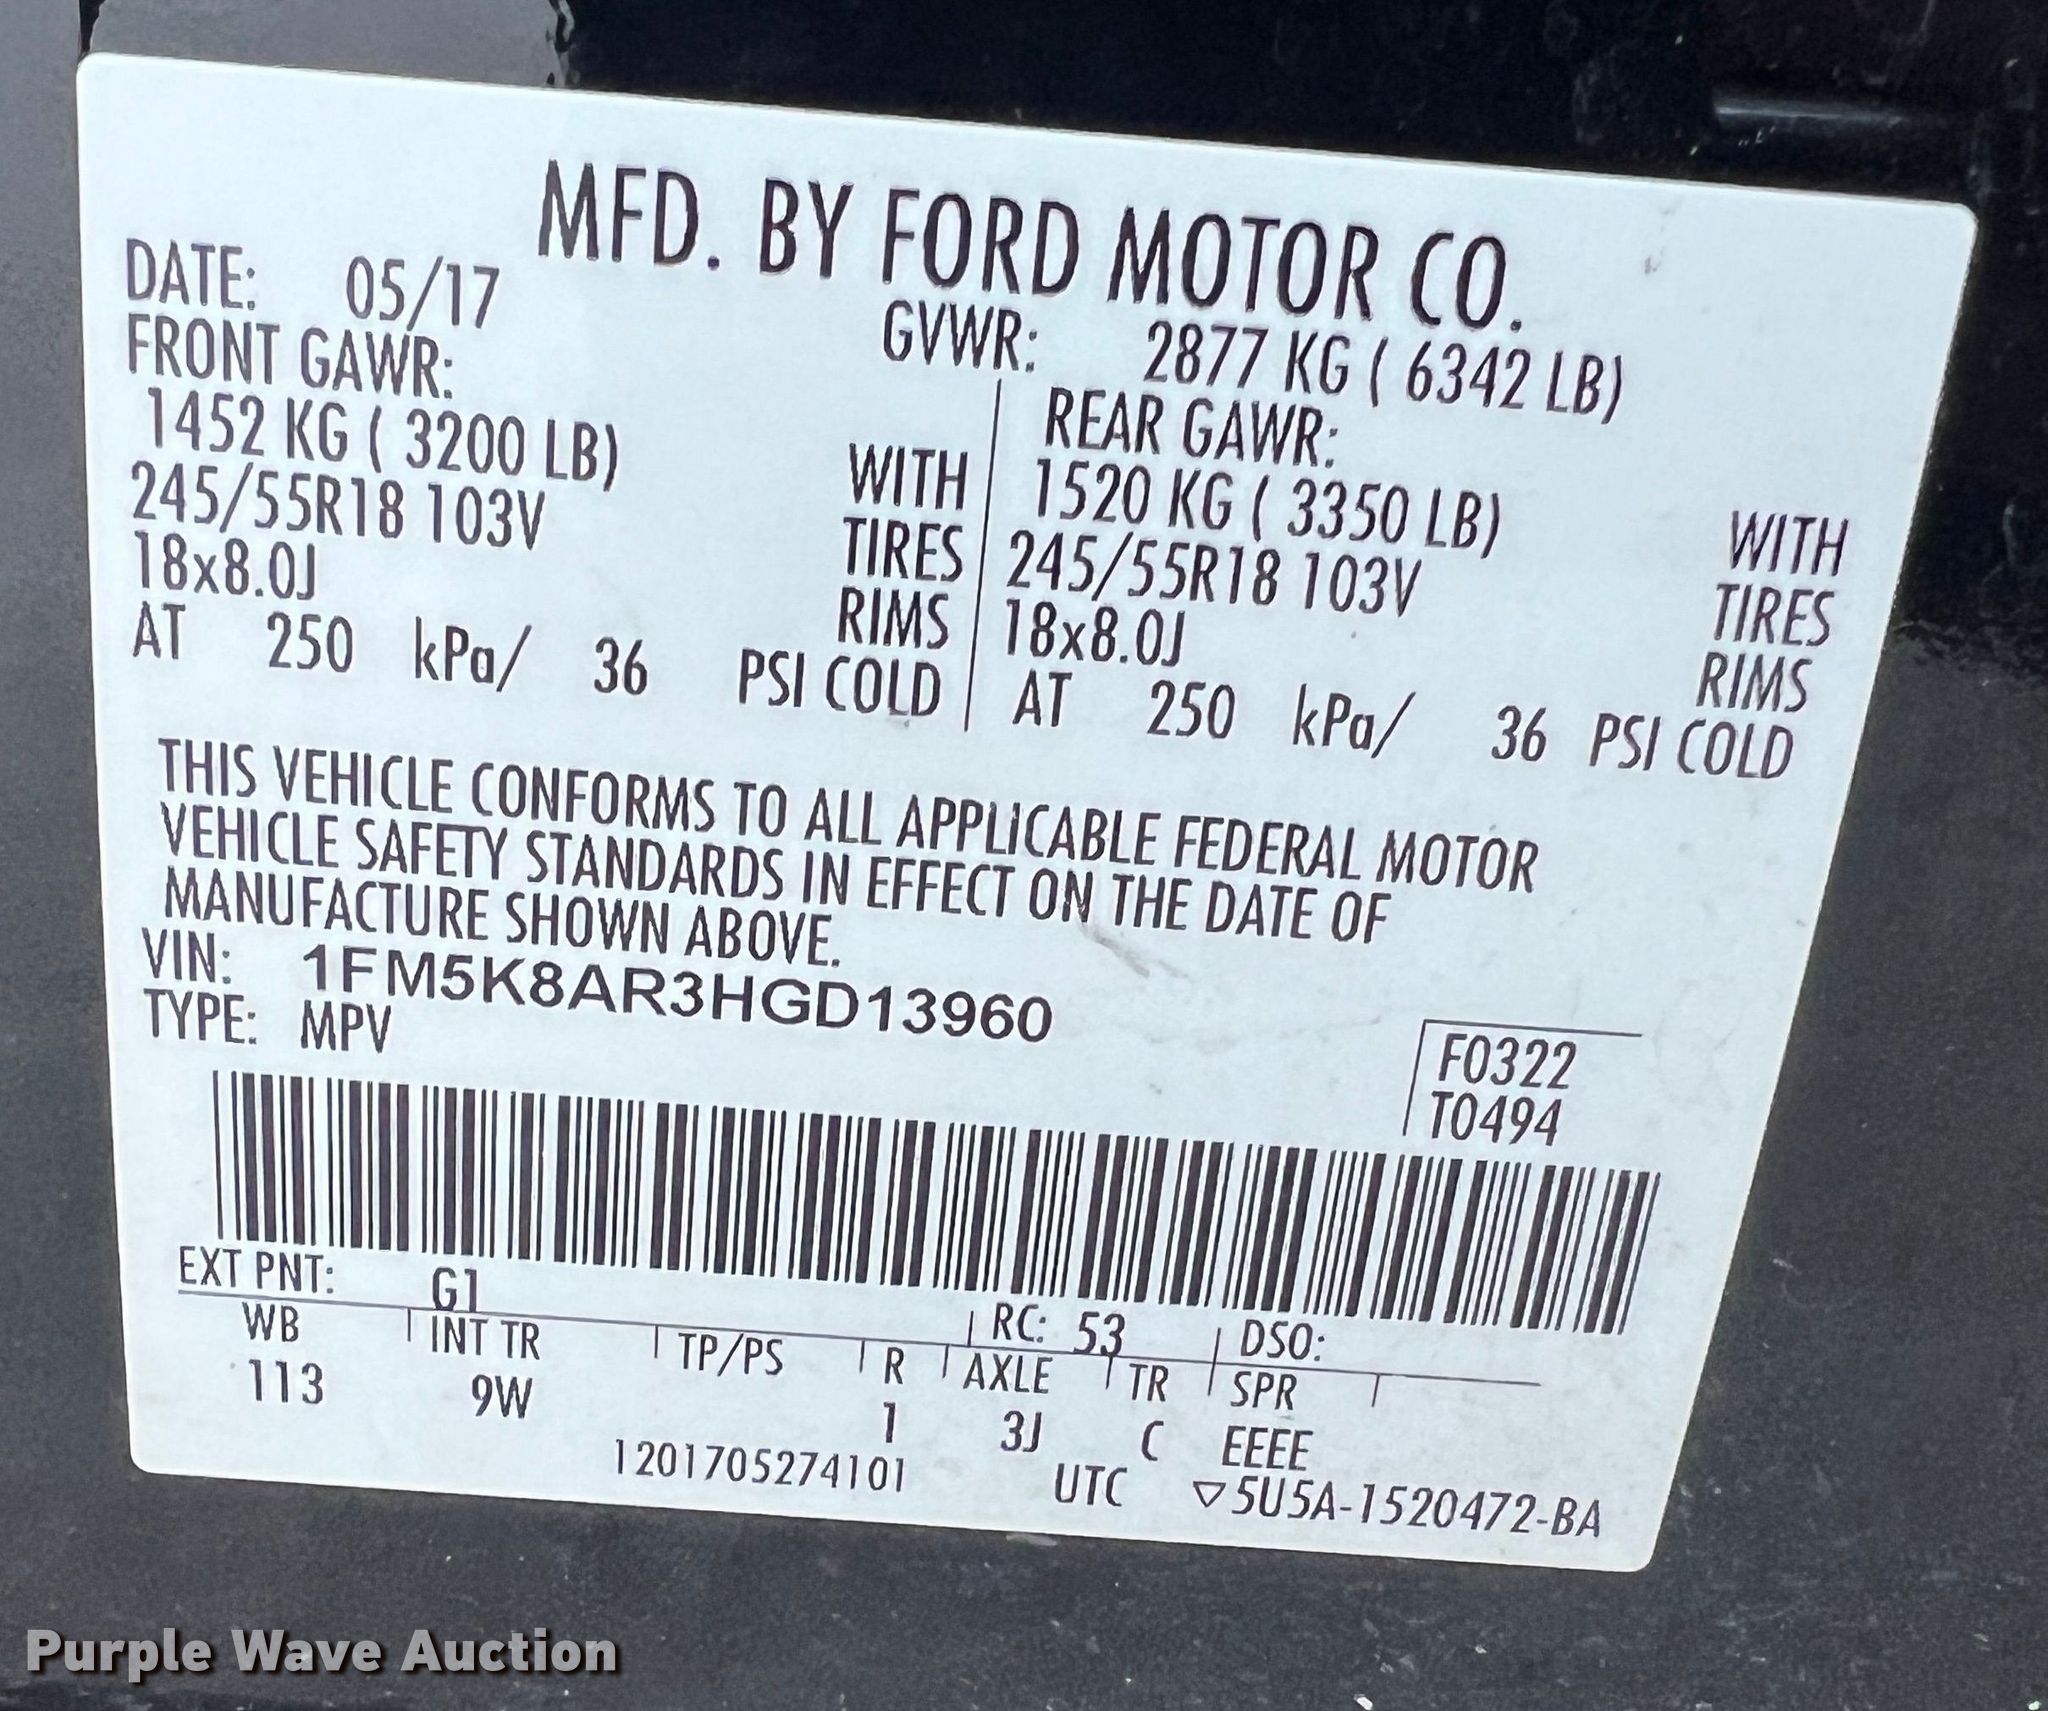 MFD. BY FORD MOTOR CO.
DATE: 05/17 GVWR: 2877 KG ( 6342 LB)
FRONT GAWR: REAR GAWR:
1452 KG ( 3200 LB) WITH 1520 KG ( 3350 LB) WITH
245/55R18 103V TIRES 245/55R18 103V TIRES
18x8.0J RIMS 18x8.0J RIMS
AT 250 kPa/ 36 PSI COLD AT 250 kPa/ 36 PSI COLD
THIS VEHICLE CONFORMS TO ALL APPLICABLE FEDERAL MOTOR
VEHICLE SAFETY STANDARDS IN EFFECT ON THE DATE OF
MANUFACTURE SHOWN ABOVE.
VIN: 1FM5K8AR3HGD13960
TYPE: MPV
F0322
T0494
EXT PNT: G1 RC: 53 DSO:
WB INT TR TP/PS R AXLE TR SPR
113 9W 1 3J C EEEE
1201705274101 UTC ▽5U5A-1520472-BA
Purple Wave Auction